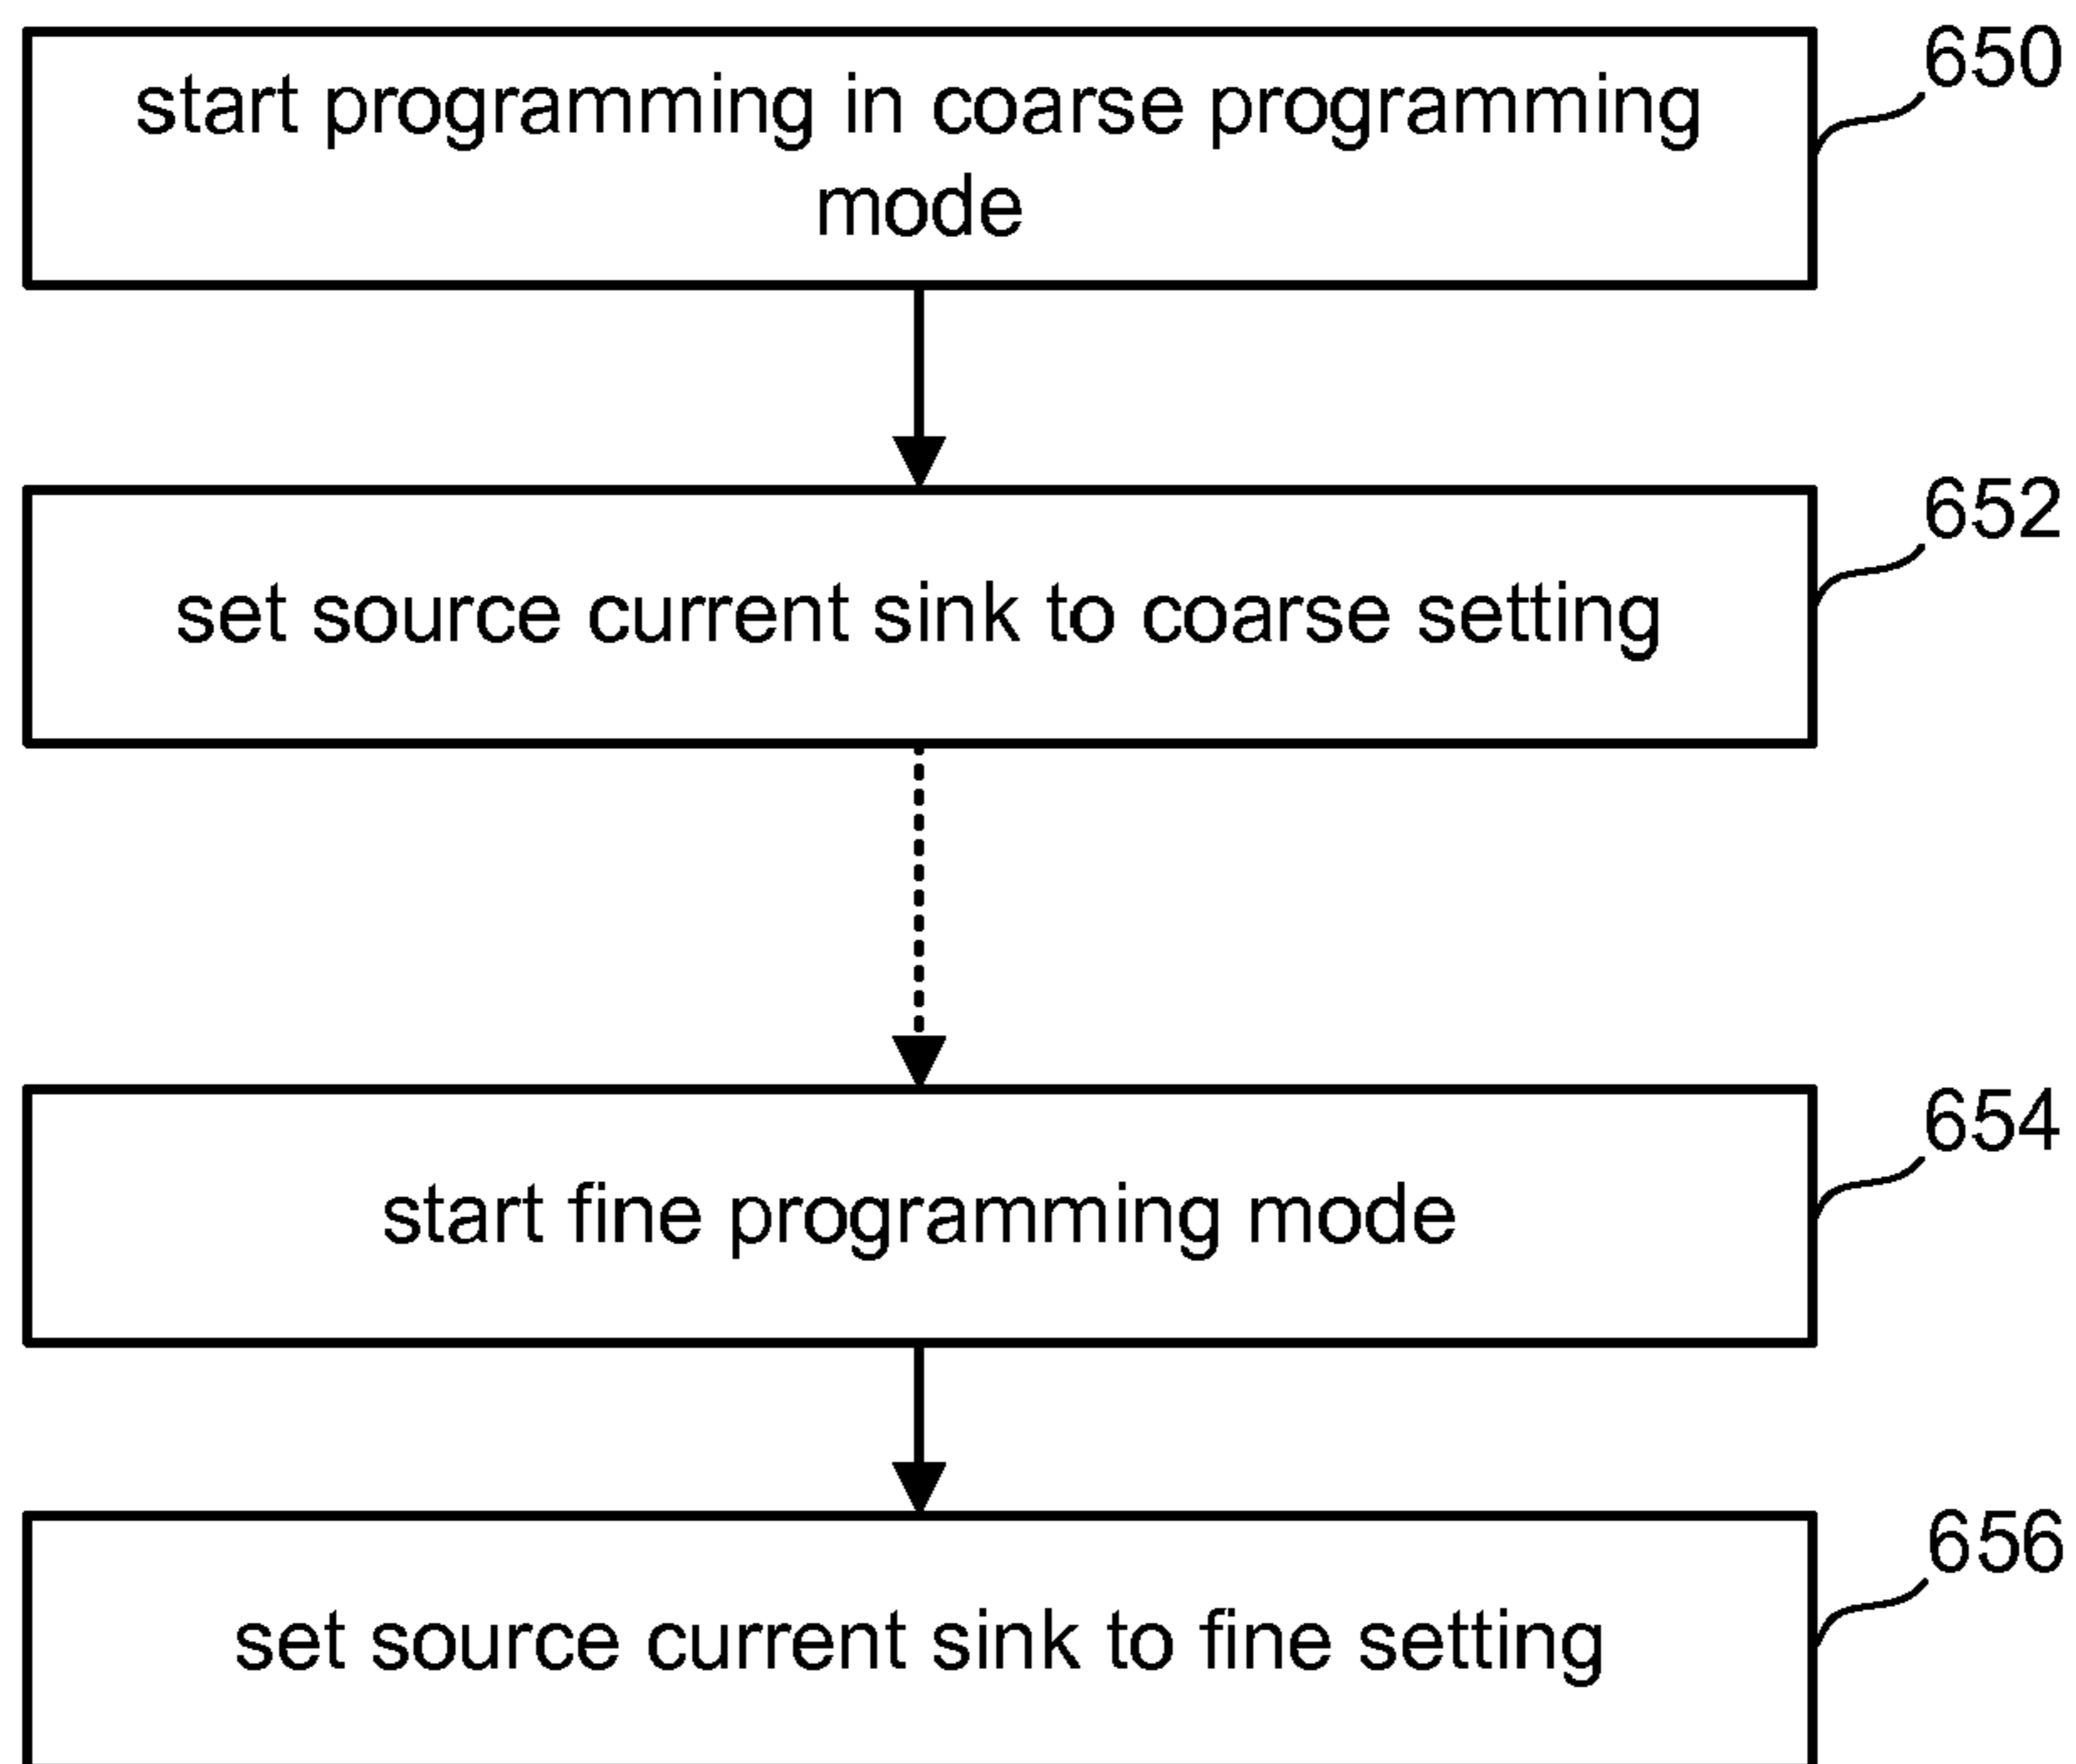 start programming in coarse programming
mode
650
set source current sink to coarse setting
652
start fine programming mode
654
set source current sink to fine setting
656